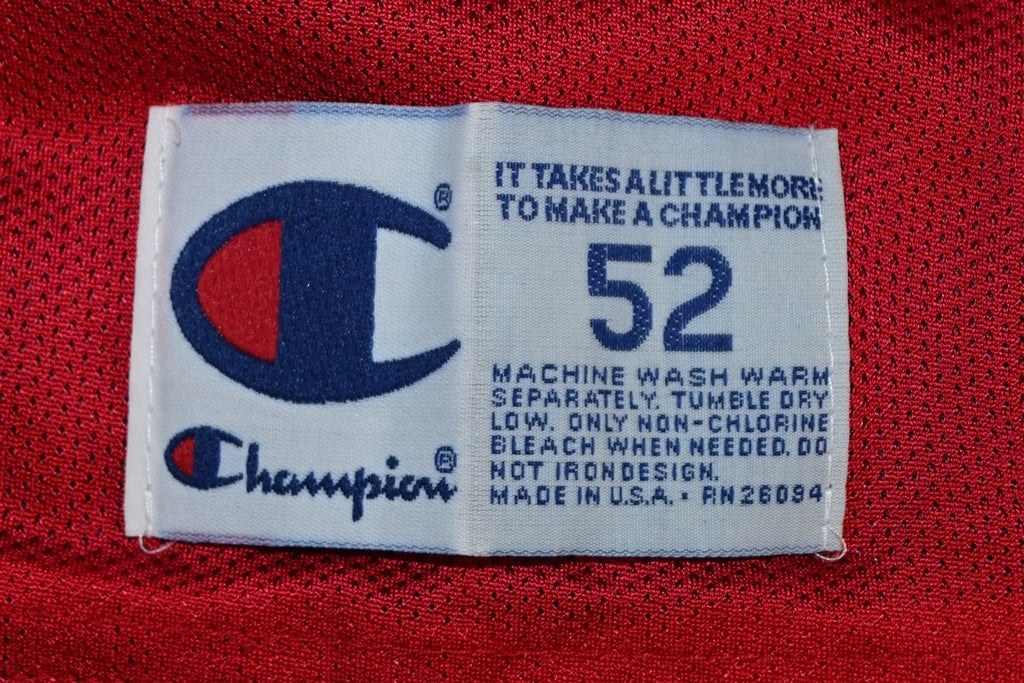 ®
Champion®
IT TAKES A LITTLE MORE
TO MAKE A CHAMPION
52
MACHINE WASH WARM
SEPARATELY. TUMBLE DRY
LOW. ONLY NON-CHLORINE
BLEACH WHEN NEEDED. DO
NOT IRON DESIGN.
MADE IN U.S.A. • RN 26094